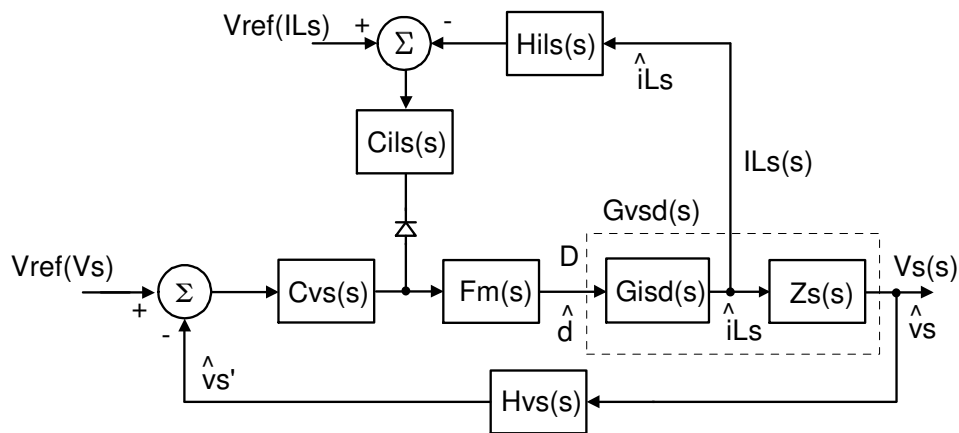 Vref(ILs)
+
-
Σ
Hils(s)
^
iLs
Cils(s)
ILs(s)
Gvsd(s)
Vref(Vs)
+
-
Σ
Cvs(s)
Fm(s)
D
^
d
Gisd(s)
^
iLs
Zs(s)
Vs(s)
^
vs
^
vs'
Hvs(s)